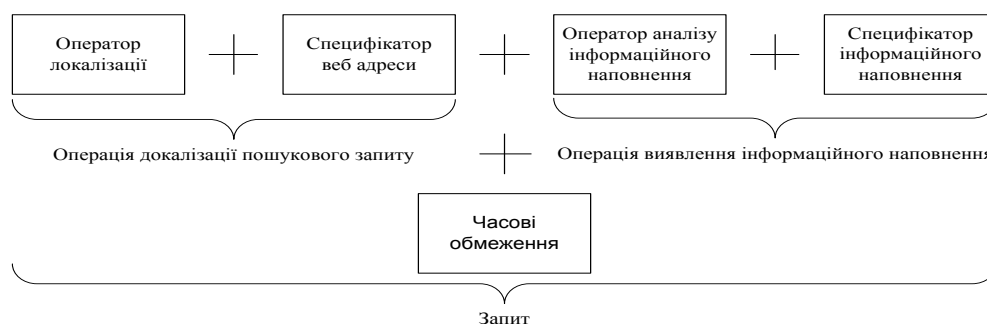 Оператор
локалізації
Специфікатор
веб адреси
Оператор аналізу
інформаційного
наповнення
Специфікатор
інформаційного
наповнення
Операція докалізації пошукового запиту
Операція виявлення інформаційного наповнення
Часові
обмеження
Запит